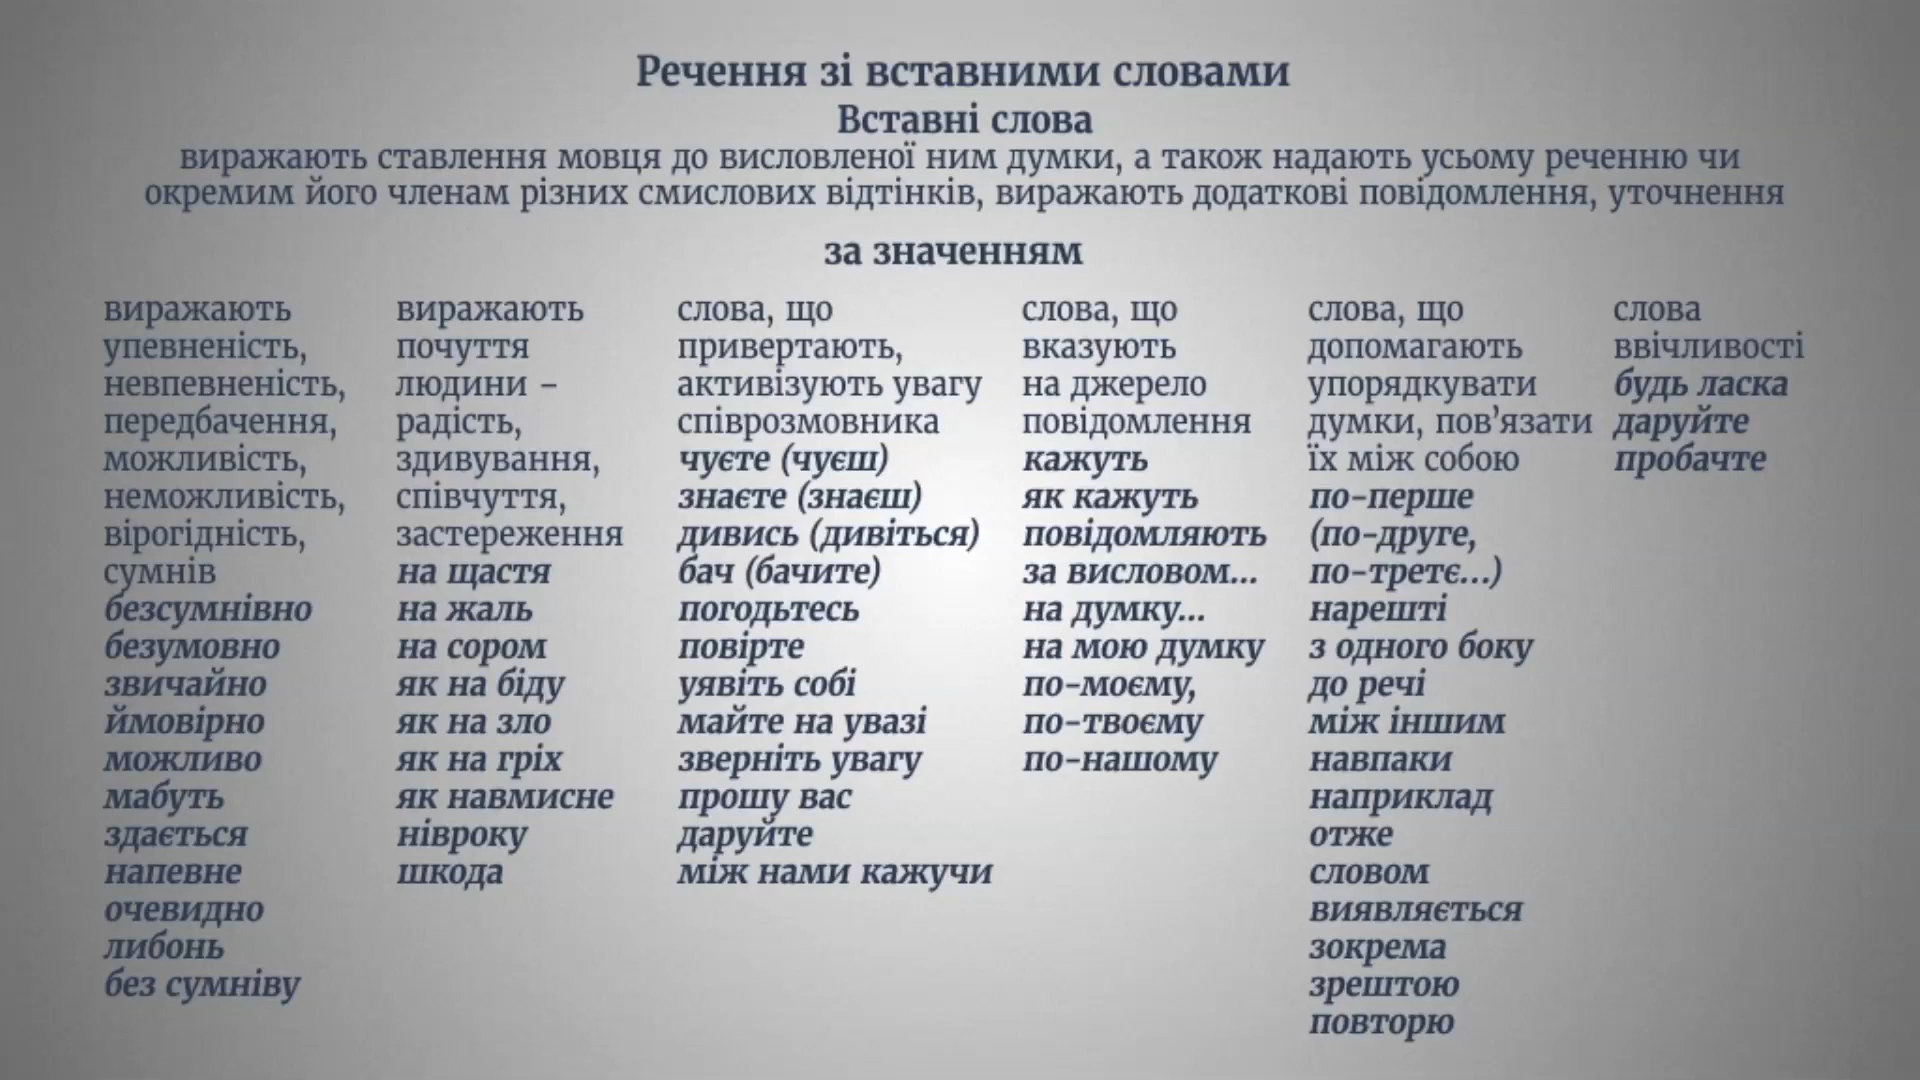 Речення зі вставними словами
Вставні слова
виражають ставлення мовця до висловленої ним думки, а також надають усьому реченню чи
окремим його членам різних смислових відтінків, виражають додаткові повідомлення, уточнення
за значенням
виражають
упевненість,
невпевненість,
передбачення,
можливість,
неможливість,
вірогідність,
сумнів
безсумнівно
безумовно
звичайно
ймовірно
можливо
мабуть
здається
напевне
очевидно
либонь
без сумніву
виражають
почуття
людини –
радість,
здивування,
співчуття,
застереження
на щастя
на жаль
на сором
як на біду
як на зло
як на гріх
як навмисне
нівроку
шкода
слова, що
привертають,
активізують увагу
співрозмовника
чуєте (чуєш)
знаєте (знаєш)
дивись (дивіться)
бач (бачите)
погодьтесь
повірте
уявіть собі
майте на увазі
зверніть увагу
прошу вас
даруйте
між нами кажучи
слова, що
вказують
на джерело
повідомлення
кажуть
як кажуть
повідомляють
за висловом...
на думку...
на мою думку
по-моєму,
по-твоєму
по-нашому
слова, що
допомагають
упорядкувати
думки, пов’язати
їх між собою
по-перше
(по-друге,
по-третє...)
нарешті
з одного боку
до речі
між іншим
навпаки
наприклад
отже
словом
виявляється
зокрема
зрештою
повторю
слова
ввічливості
будь ласка
даруйте
пробачте